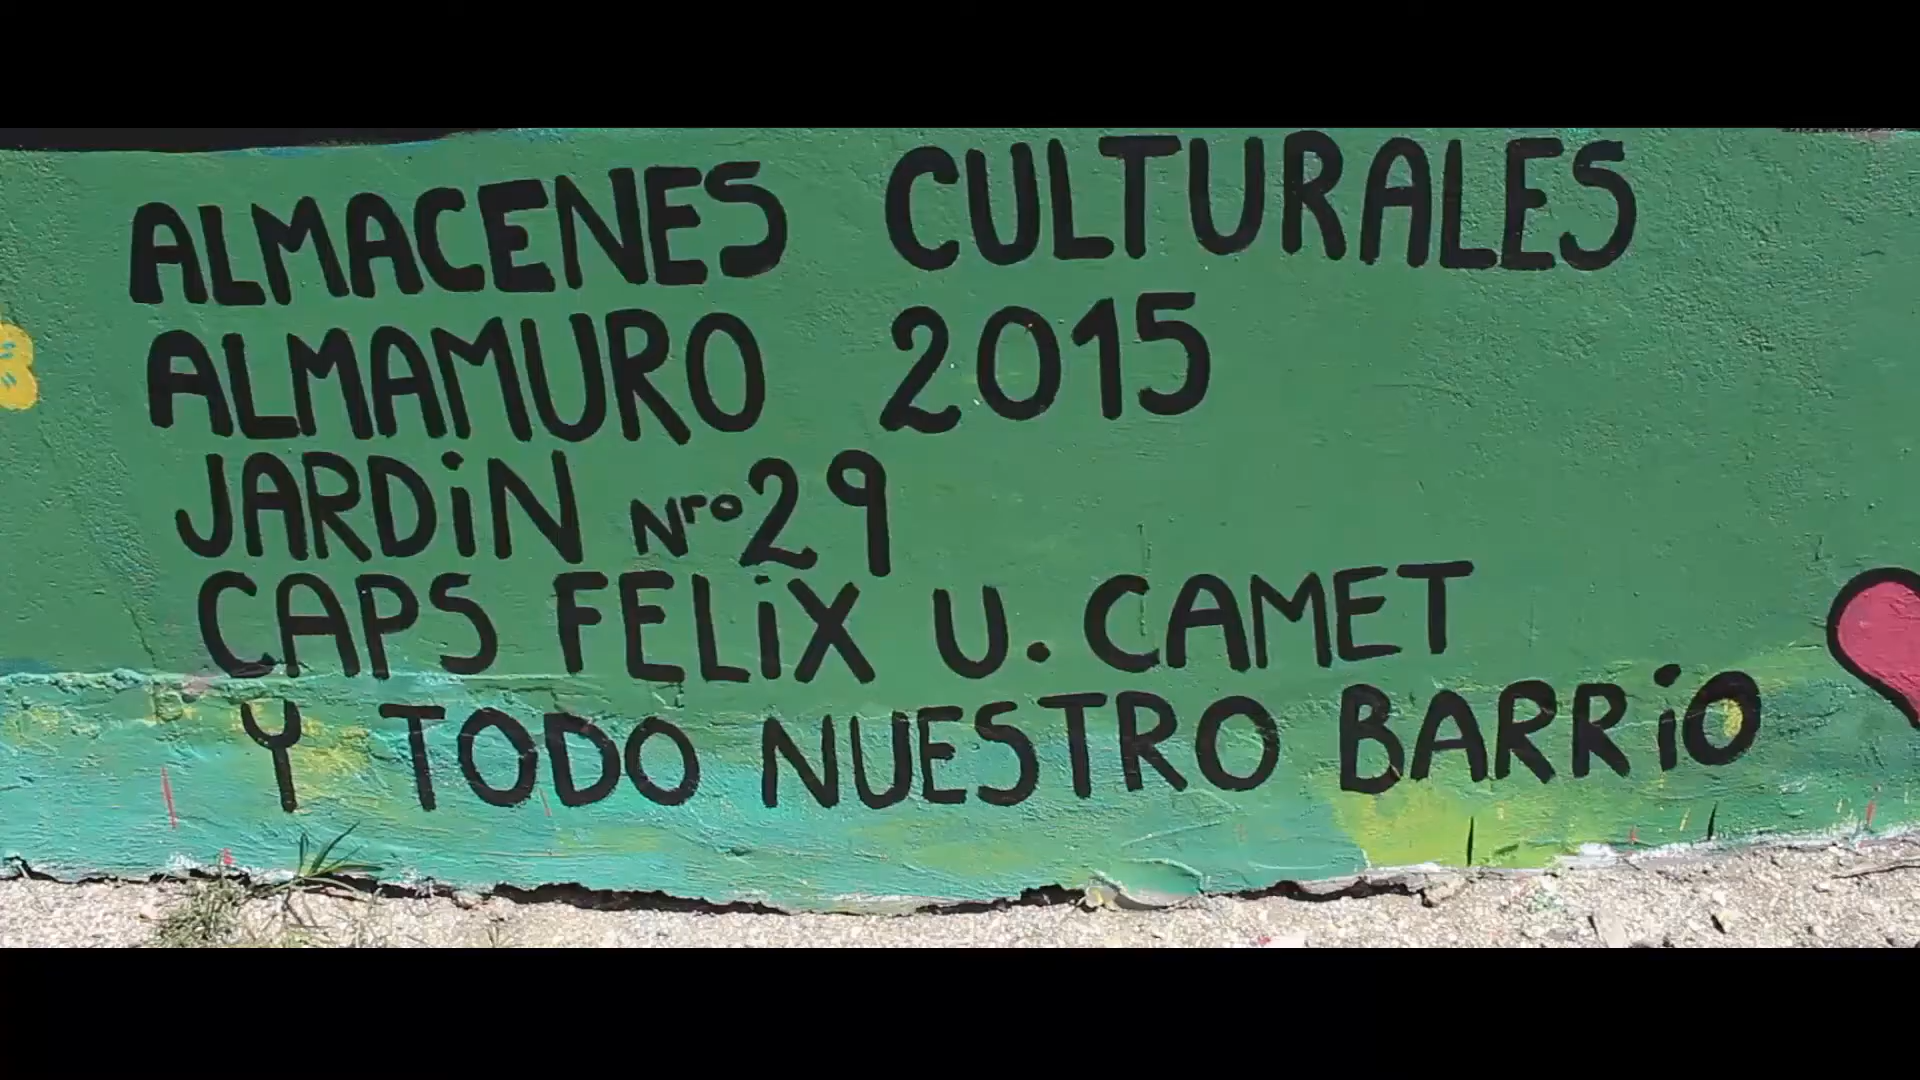 ALMACENES CULTURALES
ALMAMURO 2015
JARDiN Nro 29
CAPS FELiX U. CAMET
Y TODO NUESTRO BARRiO